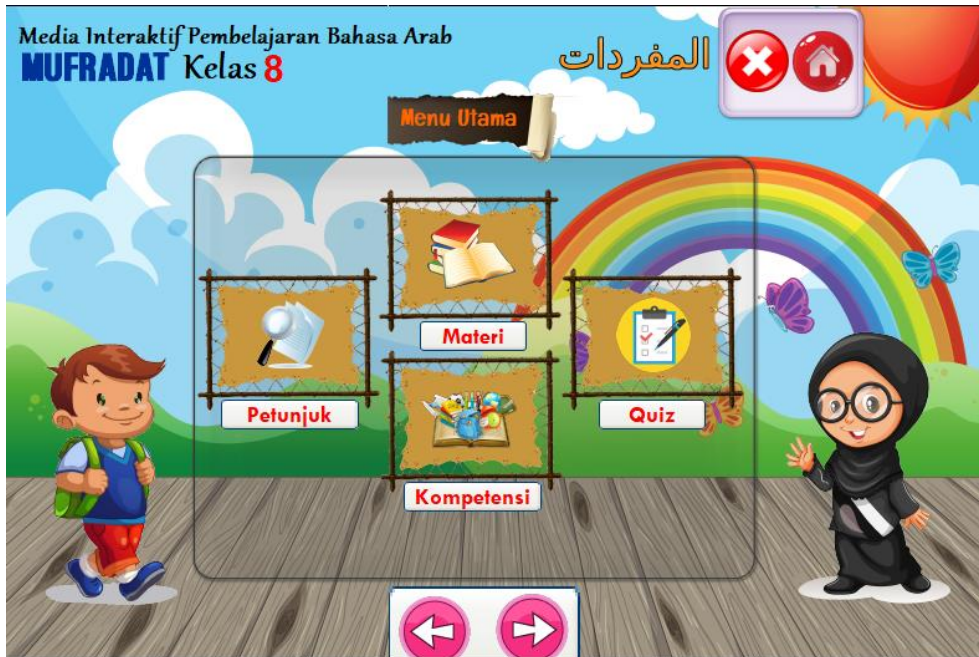 Media Interaktif Pembelajaran Bahasa Arab
MUFRADAT Kelas 8
المفردات
Menu Utama
Materi
Petunjuk
Quiz
Kompetensi